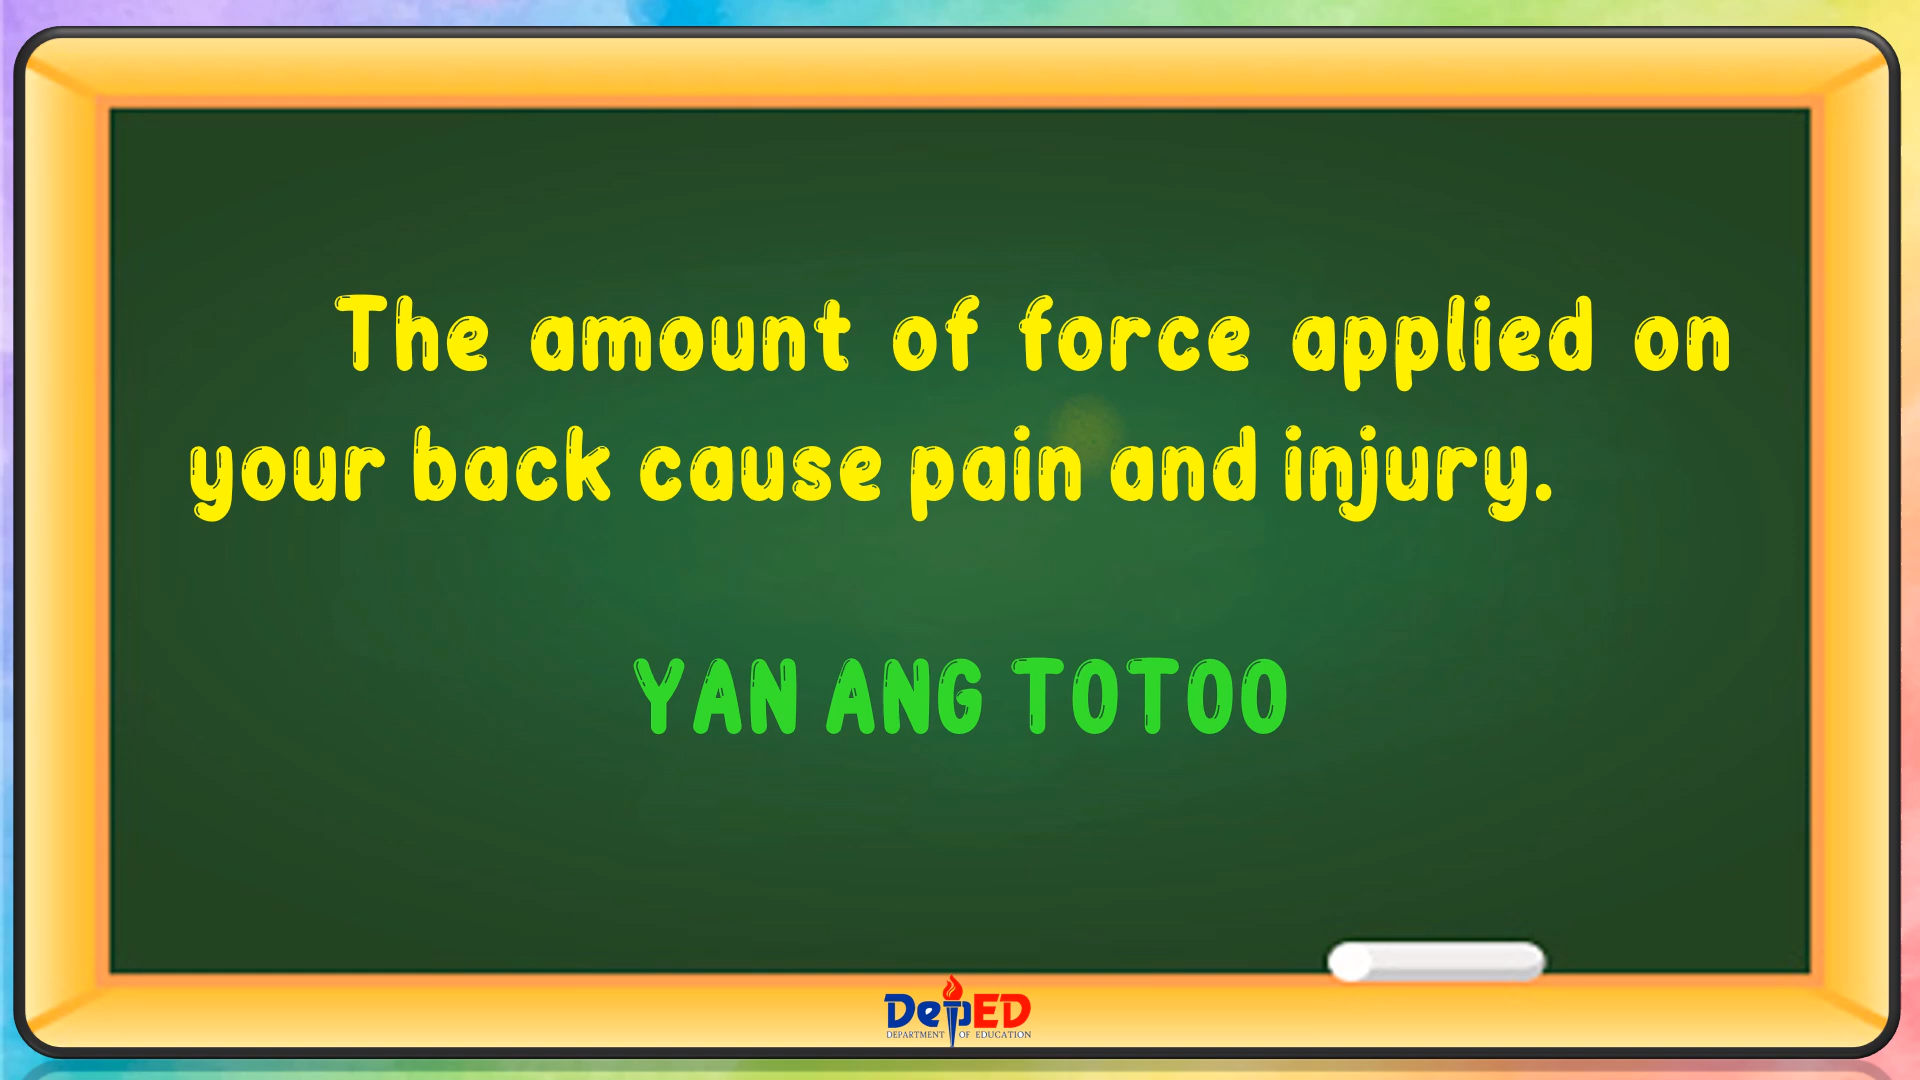 The amount of force applied on
your back cause pain and injury.
YAN ANG TOTOO
DepED
DEPARTMENT OF EDUCATION